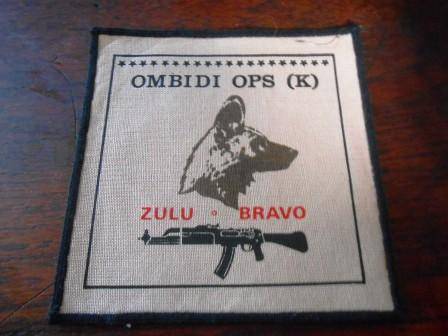 OMBIDI OPS (K)
ZULU ° BRAVO